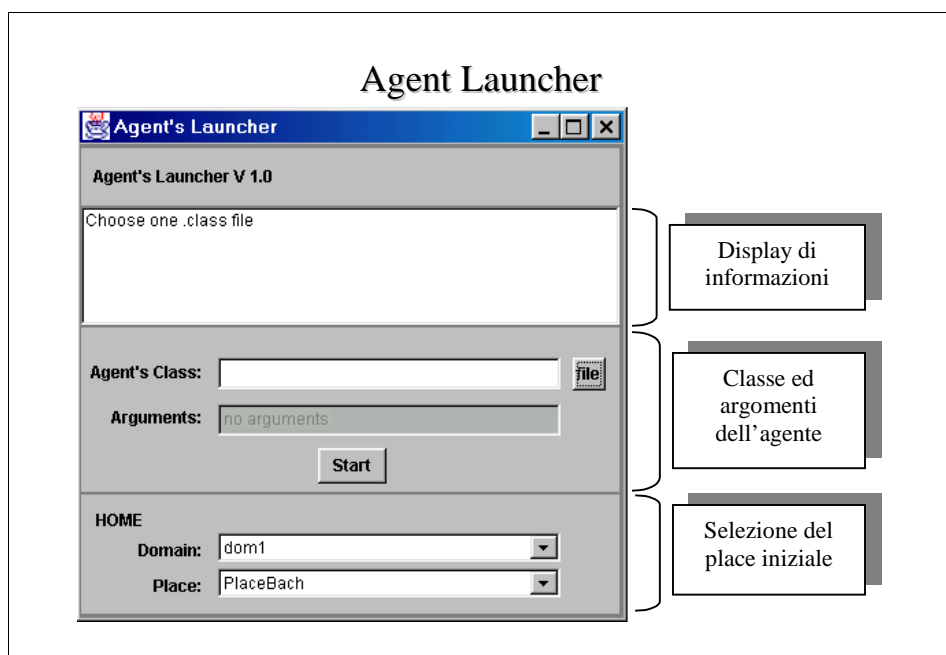 Agent Launcher
Agent's Launcher
Agent's Launcher V 1.0
Choose one .class file
Display di
informazioni
Agent's Class:
file
Arguments: no arguments
Start
Classe ed
argomenti
dell'agente
HOME
Domain: dom1
Place: PlaceBach
Selezione del
place iniziale